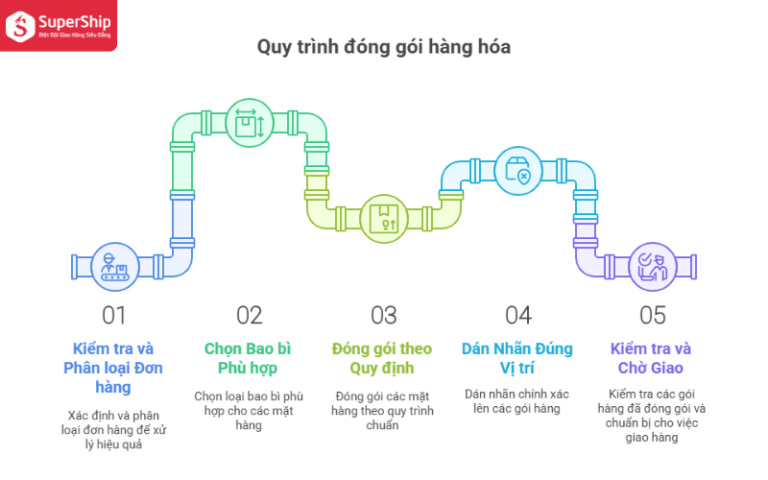 SuperShip
Biệt Đội Giao Hàng Siêu Đẳng
Quy trình đóng gói hàng hóa
01
Kiểm tra và
Phân loại Đơn
hàng
Xác định và phân
loại đơn hàng để xử
lý hiệu quả
02
Chọn Bao bì
Phù hợp
Chọn loại bao bì phù
hợp cho các mặt
hàng
03
Đóng gói theo
Quy định
Đóng gói các mặt
hàng theo quy trình
chuẩn
04
Dán Nhãn Đúng
Vị trí
Dán nhãn chính xác
lên các gói hàng
05
Kiểm tra và
Chờ Giao
Kiểm tra các gói
hàng đã đóng gói và
chuẩn bị cho việc
giao hàng